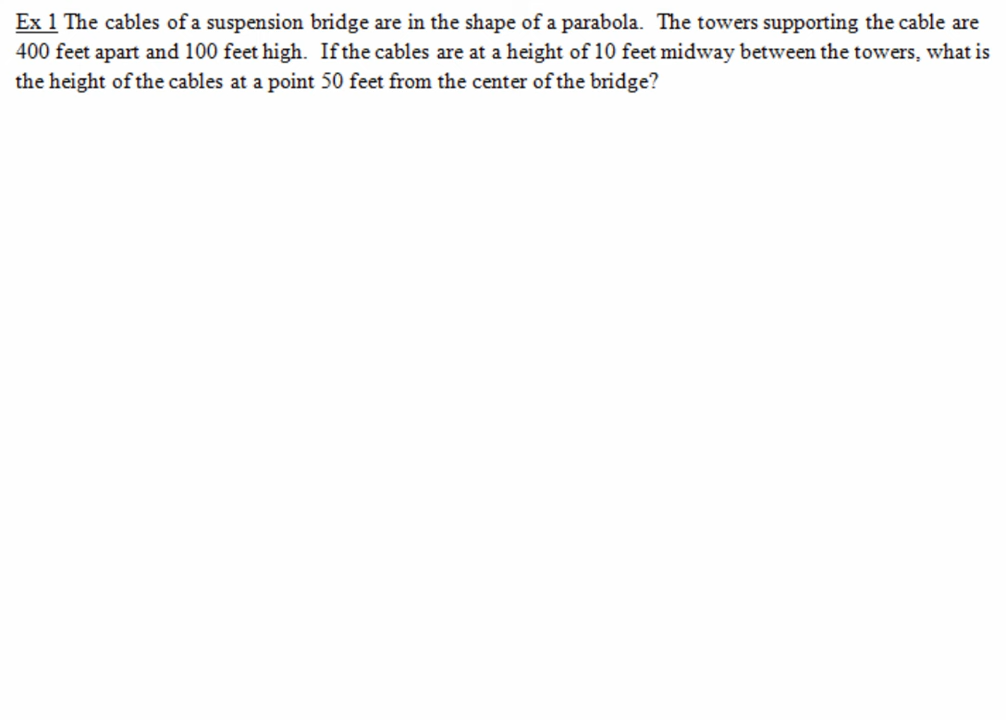 Ex 1 The cables of a suspension bridge are in the shape of a parabola. The towers supporting the cable are
400 feet apart and 100 feet high. If the cables are at a height of 10 feet midway between the towers, what is
the height of the cables at a point 50 feet from the center of the bridge?